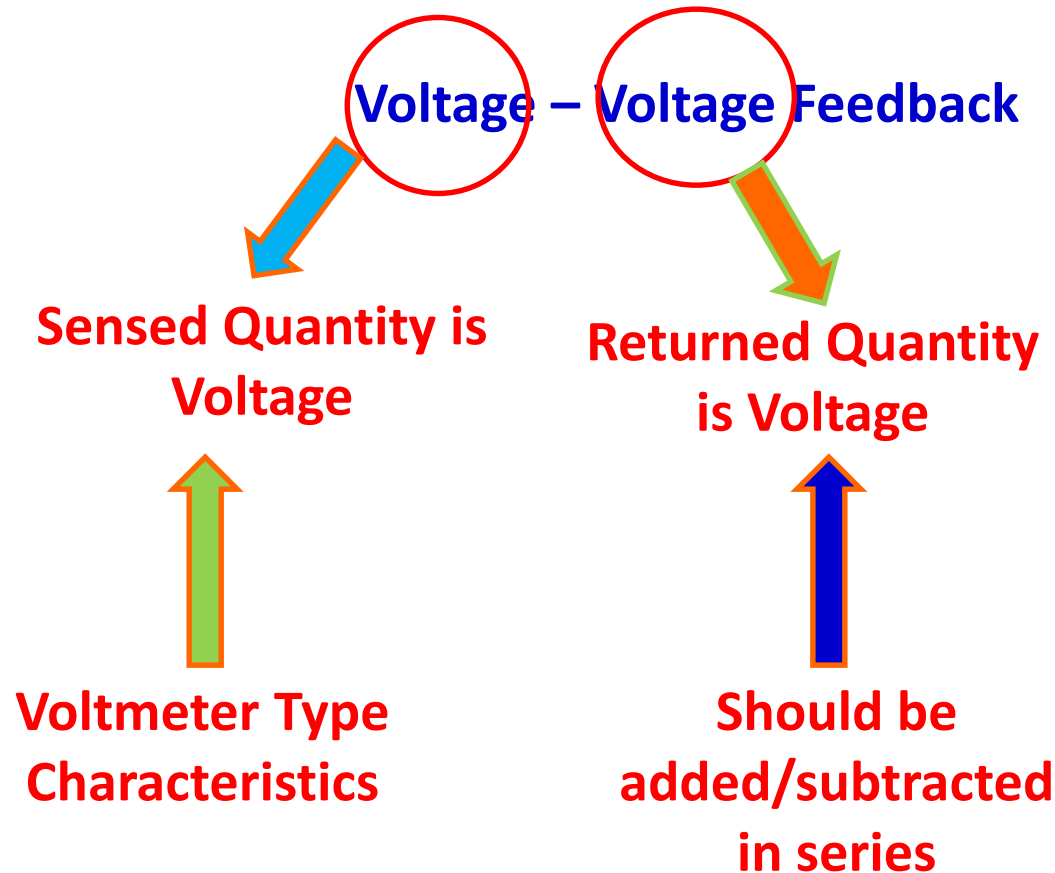 Voltage – Voltage Feedback
Sensed Quantity is
Voltage
Returned Quantity
is Voltage
Voltmeter Type
Characteristics
Should be
added/subtracted
in series